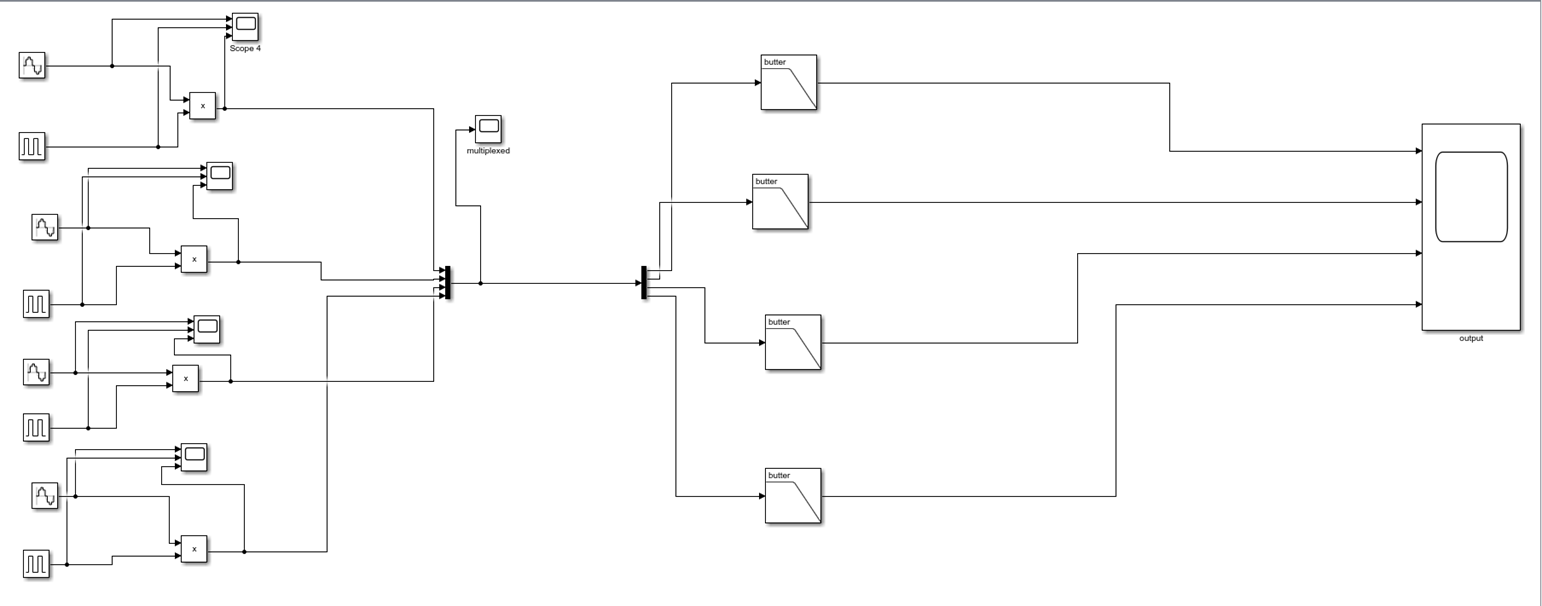 Scope 4
butter
x
multiplexed
butter
x
butter
output
x
butter
x